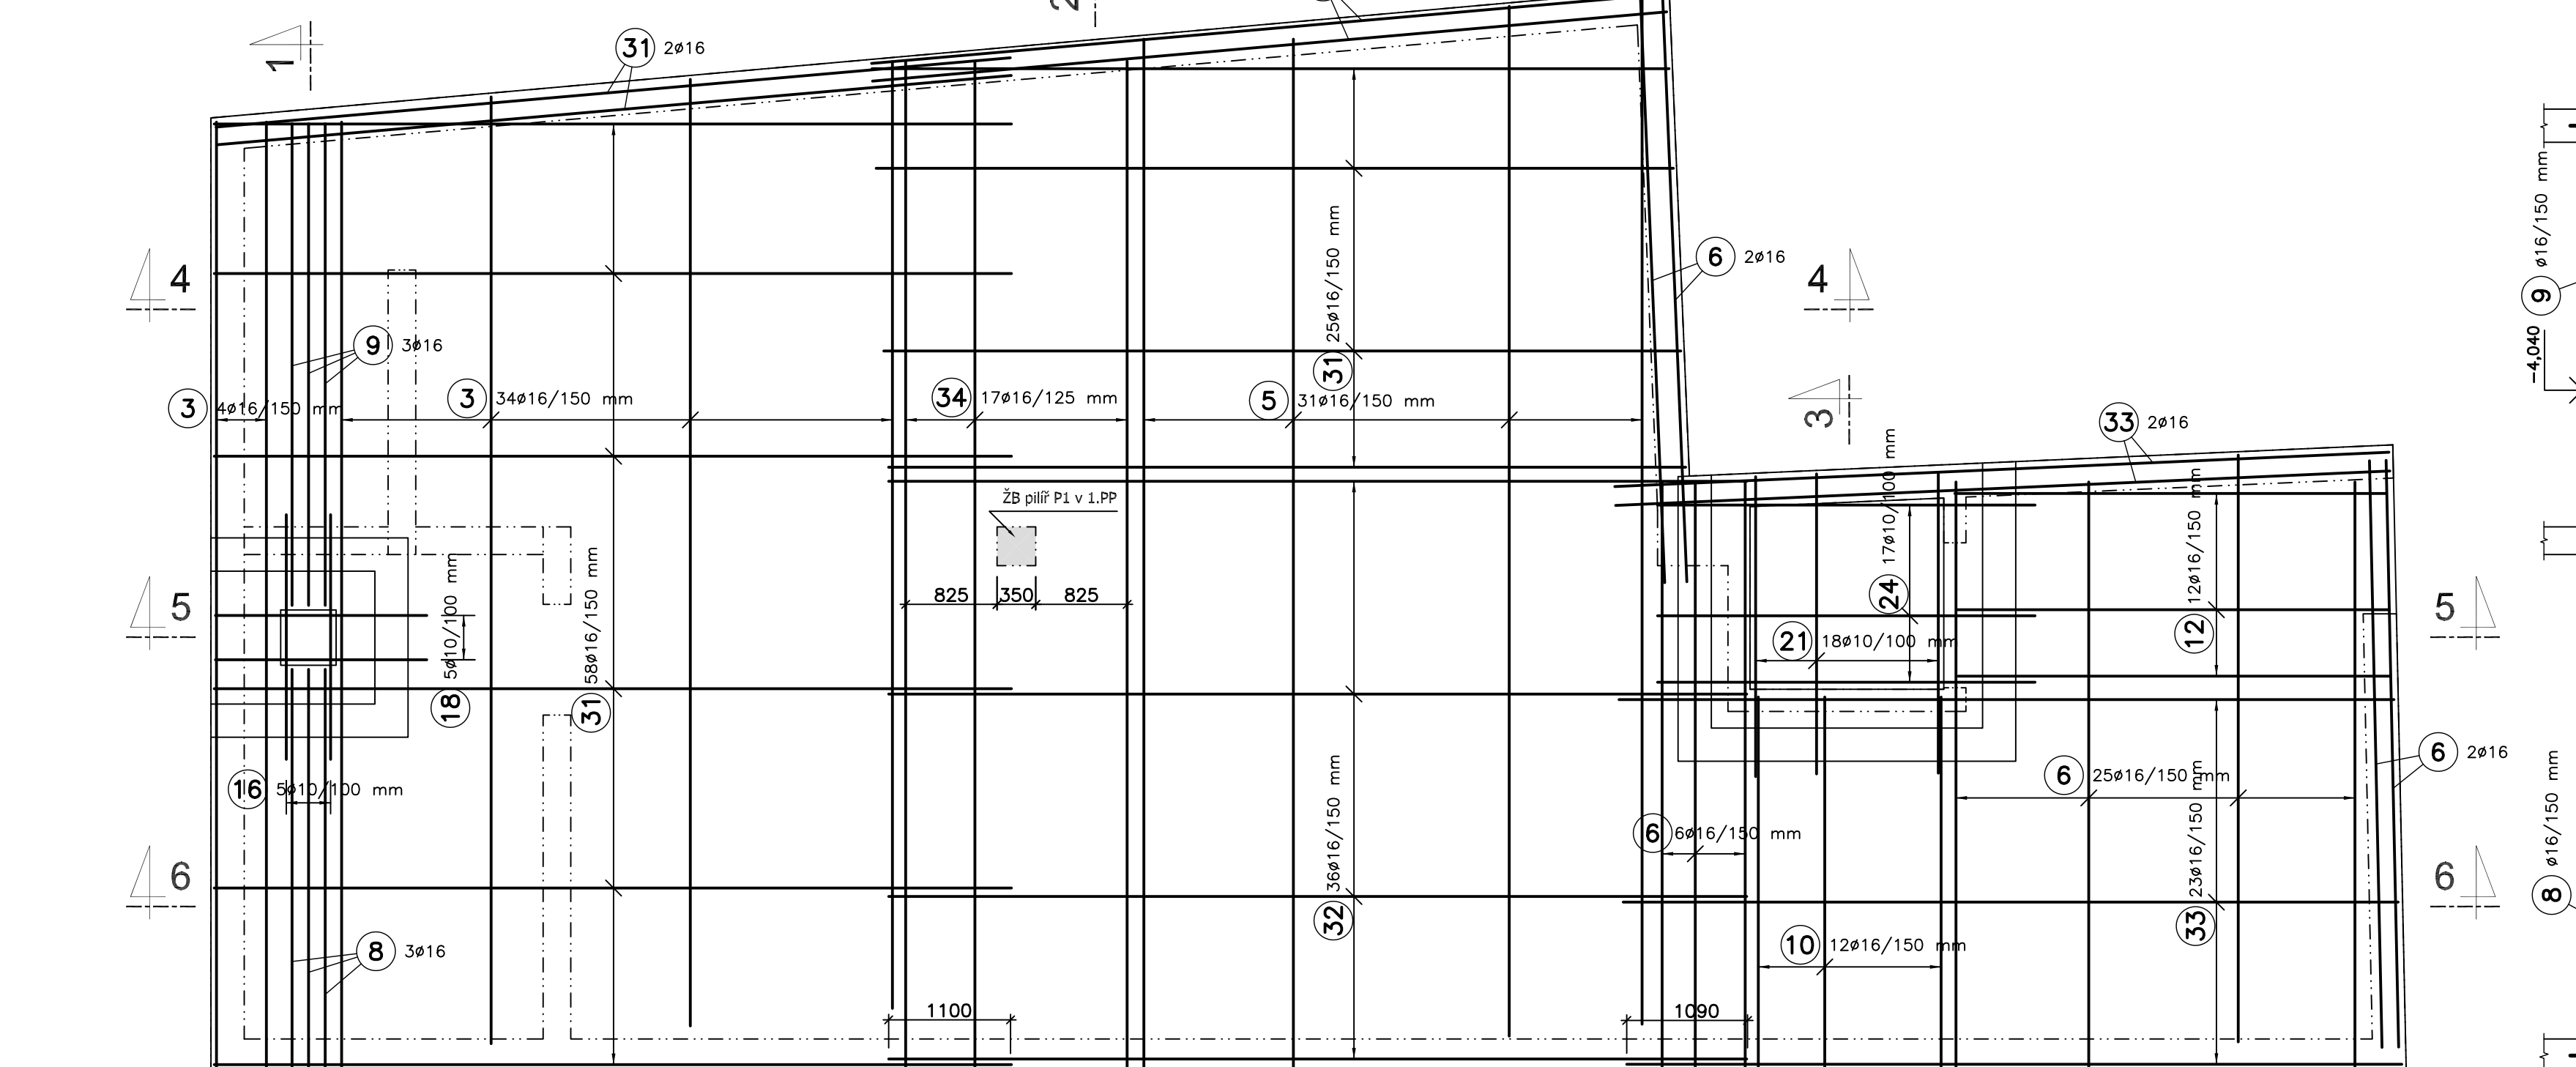 1
2
31 2ø16
4
9 3ø16
3 4ø16/150 mm
3 34ø16/150 mm
34 17ø16/125 mm
5 31ø16/150 mm
31 25ø16/150 mm
6 2ø16
4
3
33 2ø16
9 ø16/150 mm
-4,040
ŽB pilíř P1 v 1.PP
825 350 825
5
18 5ø10/100 mm
31 58ø16/150 mm
24 17ø10/100 mm
21 18ø10/100 mm
12 12ø16/150 mm
5
16 5ø10/100 mm
6 2ø16
6 25ø16/150 mm
6 6ø16/150 mm
32 36ø16/150 mm
33 23ø16/150 mm
6
6
8 ø16/150 mm
8 3ø16
10 12ø16/150 mm
1100
1090